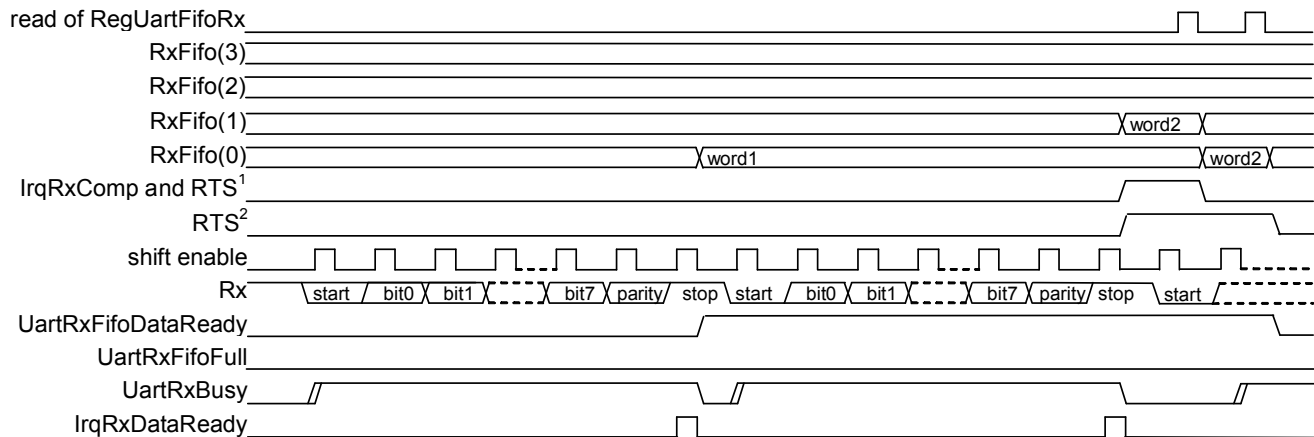 read of RegUartFifoRx
RxFifo(3)
RxFifo(2)
RxFifo(1) word2
RxFifo(0) word1 word2
IrqRxComp and RTS¹
RTS²
shift enable
Rx start bit0 bit1 bit7 parity stop start bit0 bit1 bit7 parity stop start
UartRxFifoDataReady
UartRxFifoFull
UartRxBusy
IrqRxDataReady